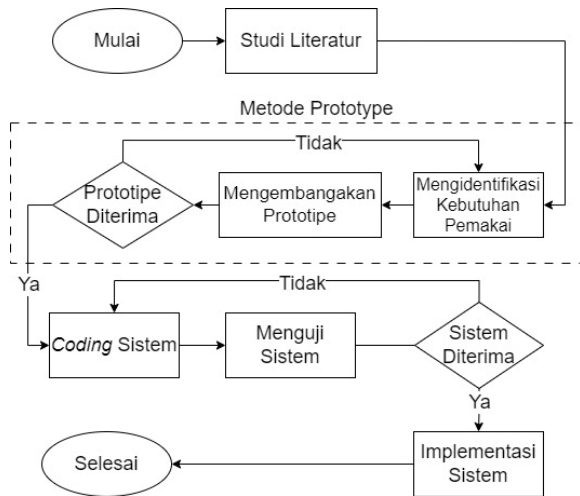 Mulai
Studi Literatur
Metode Prototype
Tidak
Prototipe
Diterima
Mengembangakan
Prototipe
Mengidentifikasi
Kebutuhan
Pemakai
Ya
Tidak
Coding Sistem
Menguji
Sistem
Sistem
Diterima
Ya
Selesai
Implementasi
Sistem